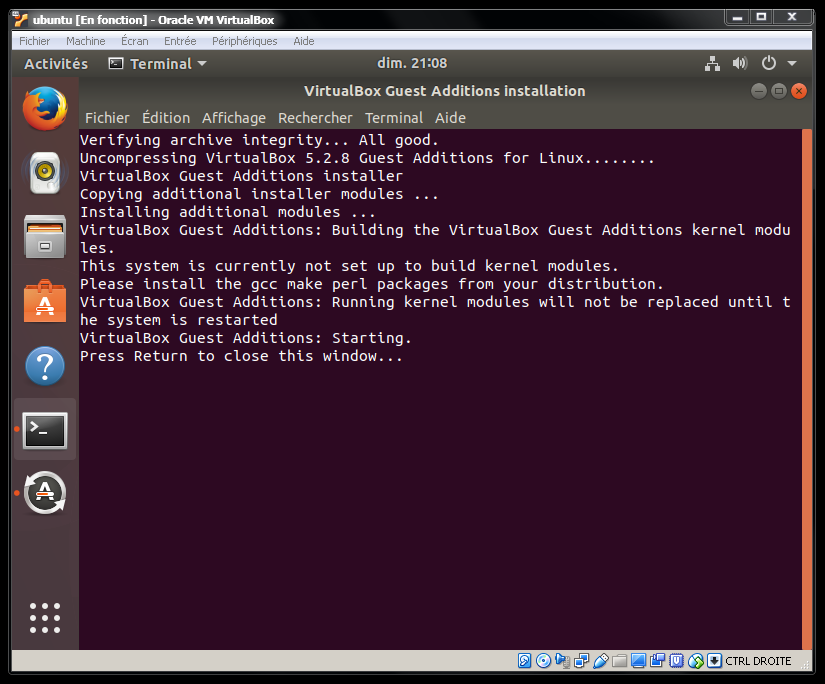 ubuntu [En fonction] - Oracle VM VirtualBox
Fichier Machine Écran Entrée Périphériques Aide
Activités Terminal dim. 21:08
VirtualBox Guest Additions installation
Fichier Édition Affichage Rechercher Terminal Aide
Verifying archive integrity... All good.
Uncompressing VirtualBox 5.2.8 Guest Additions for Linux........
VirtualBox Guest Additions installer
Copying additional installer modules ...
Installing additional modules ...
VirtualBox Guest Additions: Building the VirtualBox Guest Additions kernel modu
les.
This system is currently not set up to build kernel modules.
Please install the gcc make perl packages from your distribution.
VirtualBox Guest Additions: Running kernel modules will not be replaced until t
he system is restarted
VirtualBox Guest Additions: Starting.
Press Return to close this window...
CTRL DROITE